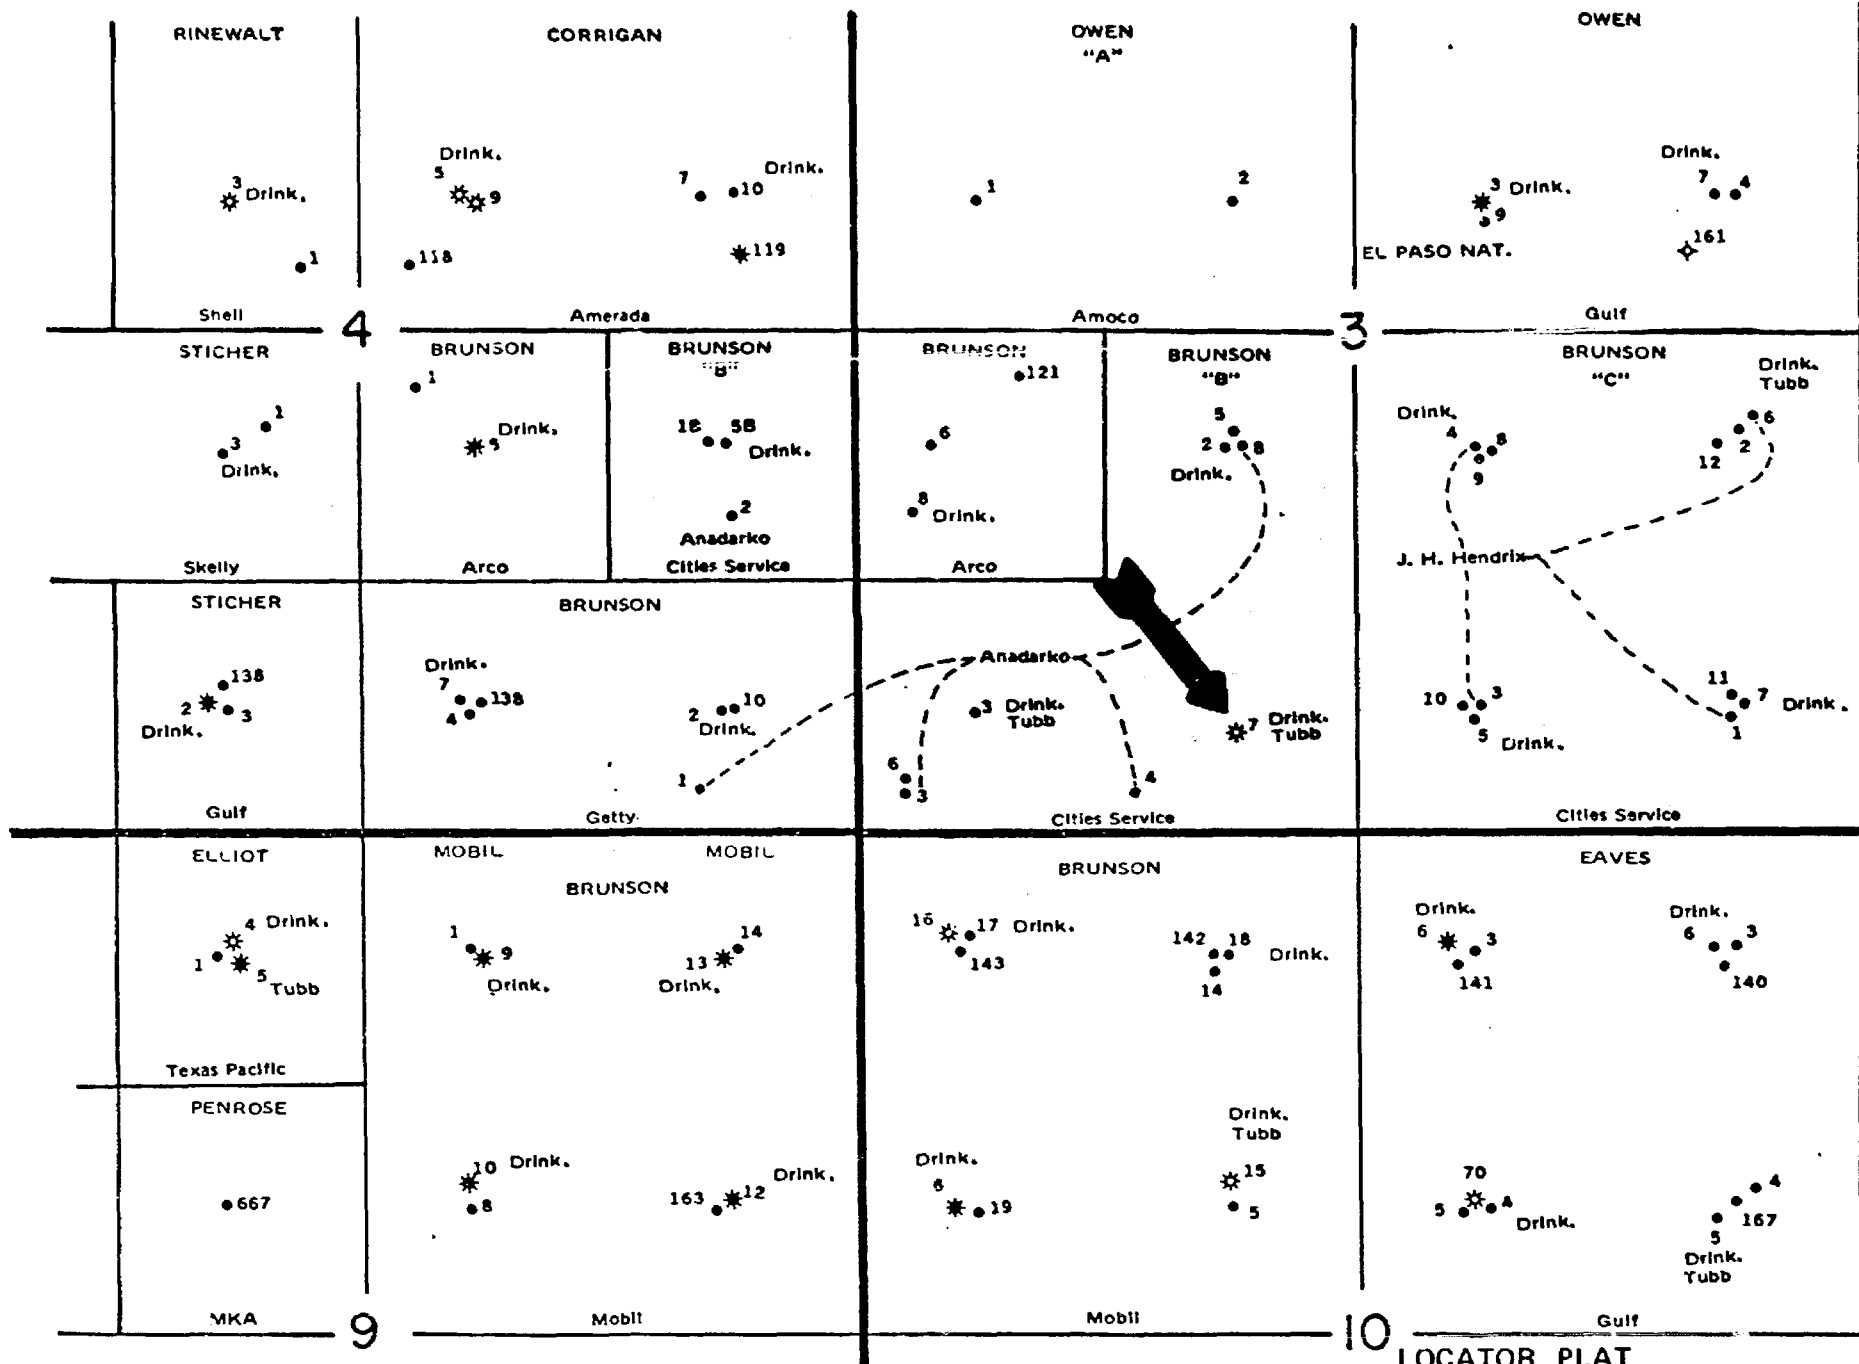 RINEWALT
CORRIGAN
OWEN
"A"
OWEN
3 Drink.
1
Drink.
5
9
118
7
10
Drink.
119
1
2
3 Drink.
9
EL PASO NAT.
Drink.
7
4
161
Shell
4
Amerada
Amoco
3
Gulf
STICHER
BRUNSON
BRUNSON
"B"
BRUNSON
BRUNSON
"B"
BRUNSON
"C"
1
3
Drink.
1
5 Drink.
5B
Drink.
2
Anadarko
121
6
8
Drink.
5
2
8
Drink.
Drink.
4
8
9
Drink.
Tubb
6
2
12
J. H. Hendrix
Skelly
Arco
Cities Service
Arco
STICHER
BRUNSON
138
2
3
Drink.
Drink.
7
138
4
10
2
Drink.
1
Anadarko
3 Drink.
Tubb
6
3
4
7 Drink.
Tubb
10
3
5 Drink.
11
7 Drink.
1
Gulf
Getty
Cities Service
Cities Service
ELLIOT
MOBIL
MOBIL
BRUNSON
BRUNSON
EAVES
4 Drink.
1
5
Tubb
1
9
Drink.
14
13
Drink.
16
17 Drink.
143
142
18
Drink.
14
Drink.
6
3
141
Drink.
6
3
140
Texas Pacific
PENROSE
667
10 Drink.
8
Drink.
163
12
Drink.
6
19
Drink.
Tubb
15
5
70
5
4
Drink.
4
167
5
Drink.
Tubb
MKA
9
Mobil
Mobil
10
Gulf
LOCATOR PLAT